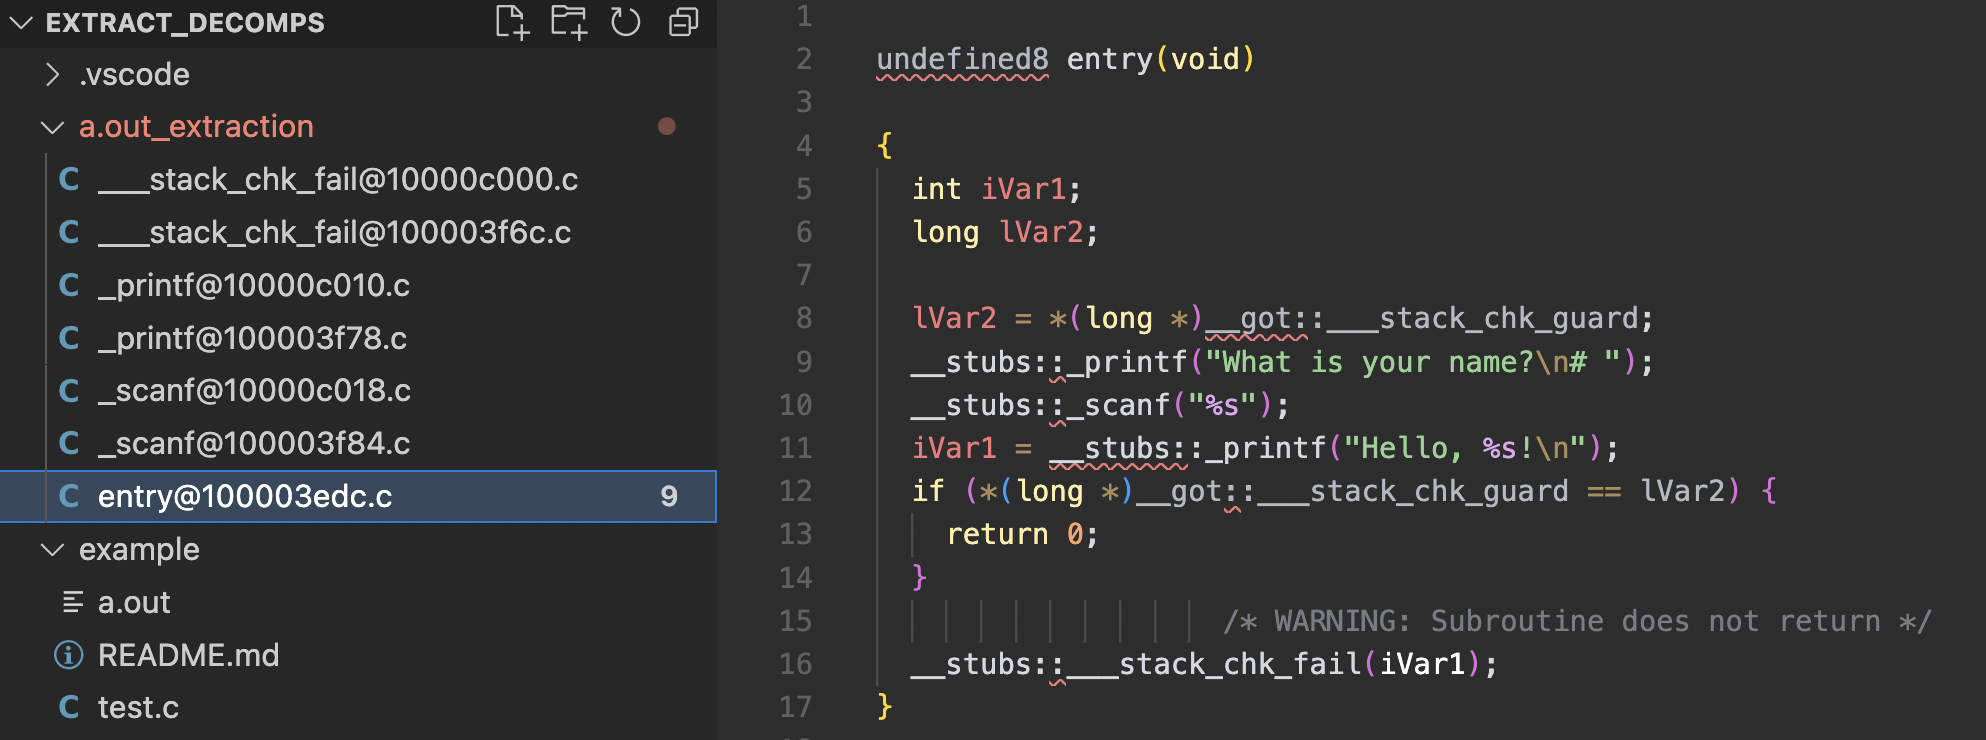 EXTRACT_DECOMPS
.vscode
a.out_extraction
___stack_chk_fail@10000c000.c
___stack_chk_fail@100003f6c.c
_printf@10000c010.c
_printf@100003f78.c
_scanf@10000c018.c
_scanf@100003f84.c
entry@100003edc.c 9
example
a.out
README.md
test.c
1
2 undefined8 entry(void)
3
4 {
5 int iVar1;
6 long lVar2;
7
8 lVar2 = *(long *)__got::___stack_chk_guard;
9 __stubs::_printf("What is your name?\n# ");
10 __stubs::_scanf("%s");
11 iVar1 = __stubs::_printf("Hello, %s!\n");
12 if (*(long *)__got::___stack_chk_guard == lVar2) {
13 return 0;
14 }
15 /* WARNING: Subroutine does not return */
16 __stubs::___stack_chk_fail(iVar1);
17 }